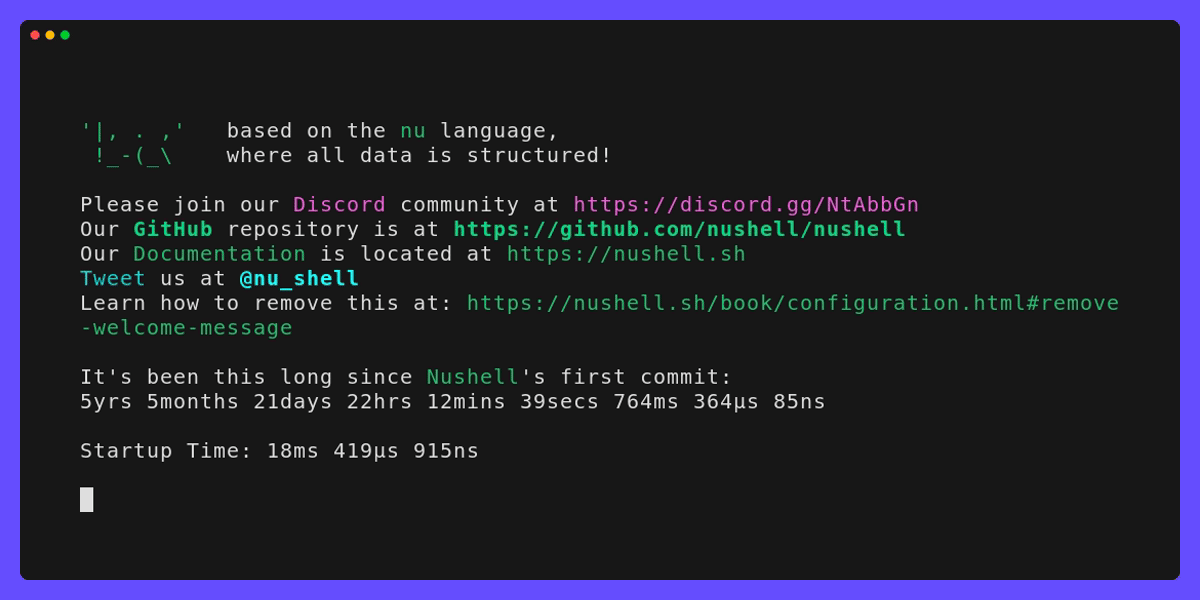 '|, . ,'   based on the nu language,
 !_-(_\    where all data is structured!
Please join our Discord community at https://discord.gg/NtAbbGn
Our GitHub repository is at https://github.com/nushell/nushell
Our Documentation is located at https://nushell.sh
Tweet us at @nu_shell
Learn how to remove this at: https://nushell.sh/book/configuration.html#remove
-welcome-message
It's been this long since Nushell's first commit:
5yrs 5months 21days 22hrs 12mins 39secs 764ms 364µs 85ns
Startup Time: 18ms 419µs 915ns